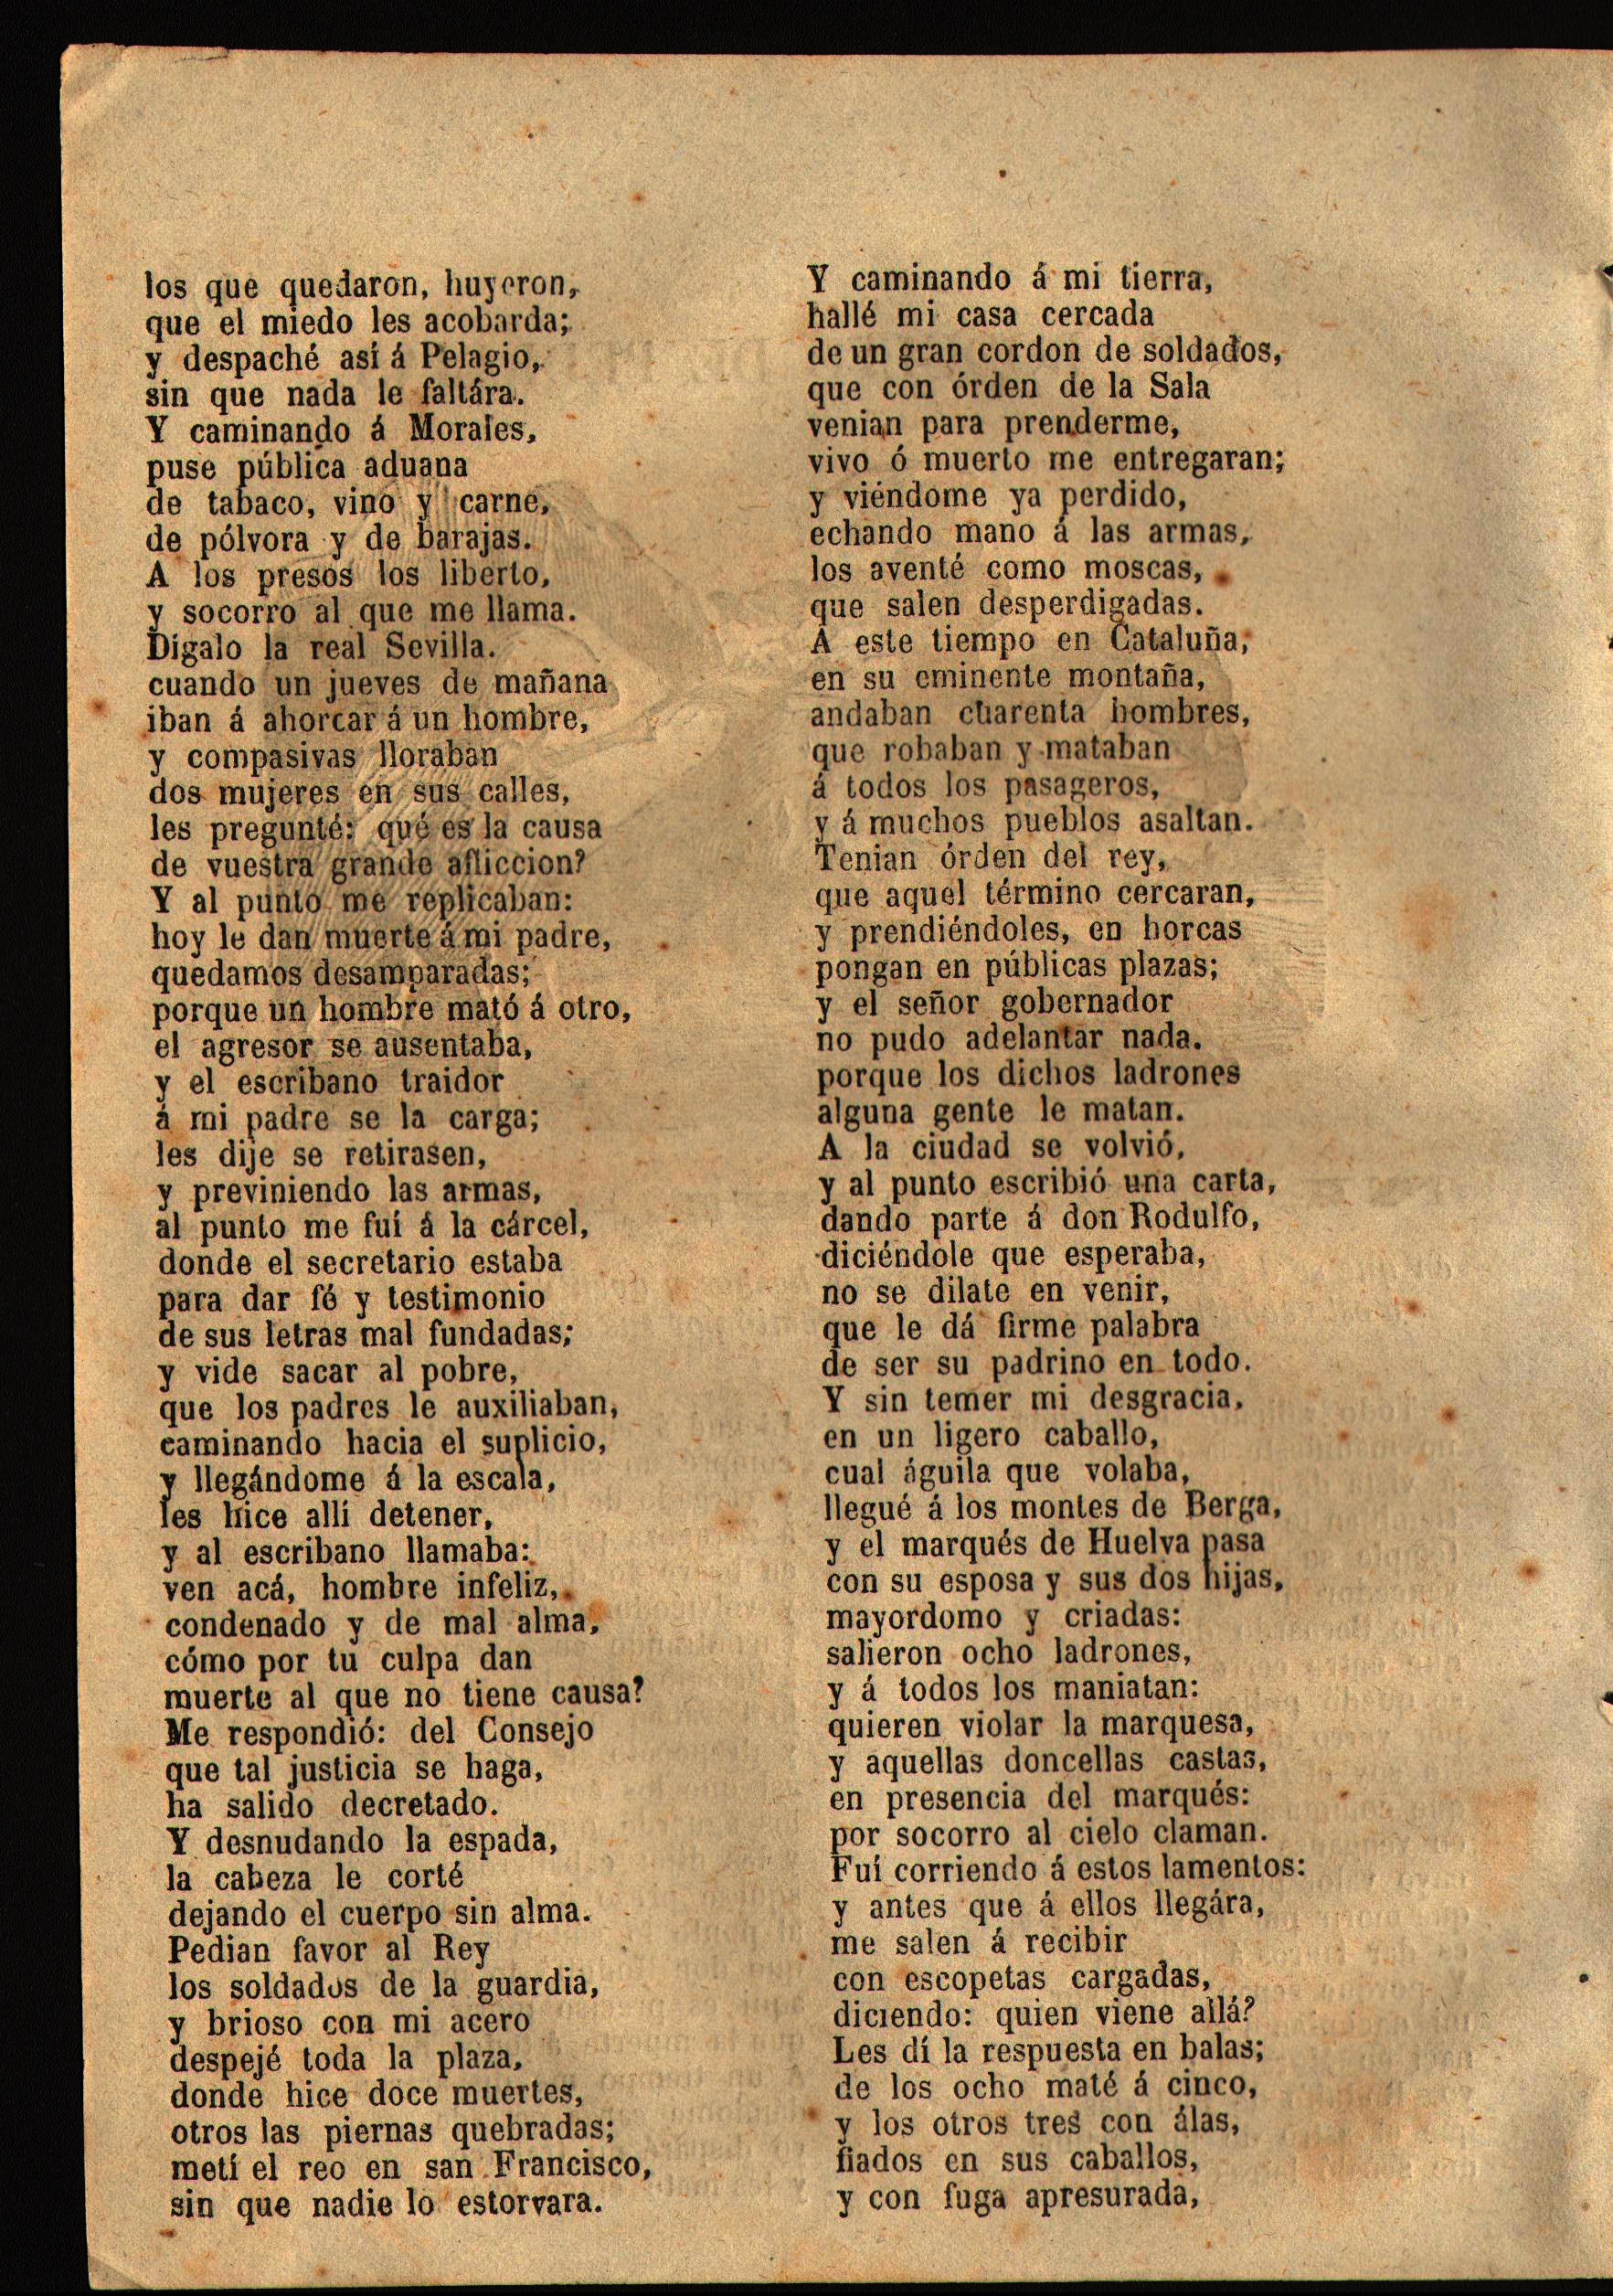 los que quedaron, huyeron,
que el miedo les acobarda;
y despaché así á Pelagio,
sin que nada le faltára.
Y caminando á Morales,
puse pública aduana
de tabaco, vino y carne,
de pólvora y de barajas.
A los presos los liberto,
y socorro al que me llama.
Dígalo la real Sevilla.
cuando un jueves de mañana
iban á ahorcar á un hombre,
y compasivas lloraban
dos mujeres en sus calles,
les pregunté: qué es la causa
de vuestra grande afliccion?
Y al punto me replicaban:
hoy le dan muerte á mi padre,
quedamos desamparadas;
porque un hombre mató á otro,
el agresor se ausentaba,
y el escribano traidor
á mi padre se la carga;
les dije se retirasen,
y previniendo las armas,
al punto me fuí á la cárcel,
donde el secretario estaba
para dar fé y testimonio
de sus letras mal fundadas;
y vide sacar al pobre,
que los padres le auxiliaban,
caminando hacia el suplicio,
y llegándome á la escala,
les hice allí detener,
y al escribano llamaba:
ven acá, hombre infeliz,
condenado y de mal alma,
cómo por tu culpa dan
muerte al que no tiene causa?
Me respondió: del Consejo
que tal justicia se haga,
ha salido decretado.
Y desnudando la espada,
la cabeza le corté
dejando el cuerpo sin alma.
Pedian favor al Rey
los soldados de la guardia,
y brioso con mi acero
despejé toda la plaza,
donde hice doce muertes,
otros las piernas quebradas;
metí el reo en san Francisco,
sin que nadie lo estorvara.
Y caminando á mi tierra,
hallé mi casa cercada
de un gran cordon de soldados,
que con órden de la Sala
venian para prenderme,
vivo ó muerto me entregaran;
y viéndome ya perdido,
echando mano á las armas,
los aventé como moscas,
que salen desperdigadas.
A este tiempo en Cataluña,
en su eminente montaña,
andaban cuarenta hombres,
que robaban y mataban
á todos los pasageros,
y á muchos pueblos asaltan.
Tenian órden del rey,
que aquel término cercaran,
y prendiéndoles, en horcas
pongan en públicas plazas;
y el señor gobernador
no pudo adelantar nada.
porque los dichos ladrones
alguna gente le matan.
A la ciudad se volvió,
y al punto escribió una carta,
dando parte á don Rodulfo,
diciéndole que esperaba,
no se dilate en venir,
que le dá firme palabra
de ser su padrino en todo.
Y sin temer mi desgracia,
en un ligero caballo,
cual águila que volaba,
llegué á los montes de Berga,
y el marqués de Huelva pasa
con su esposa y sus dos hijas,
mayordomo y criadas:
salieron ocho ladrones,
y á todos los maniatan:
quieren violar la marquesa,
y aquellas doncellas castas,
en presencia del marqués:
por socorro al cielo claman.
Fuí corriendo á estos lamentos:
y antes que á ellos llegára,
me salen á recibir
con escopetas cargadas,
diciendo: quien viene allá?
Les dí la respuesta en balas;
de los ocho maté á cinco,
y los otros tres con álas,
fiados en sus caballos,
y con fuga apresurada,